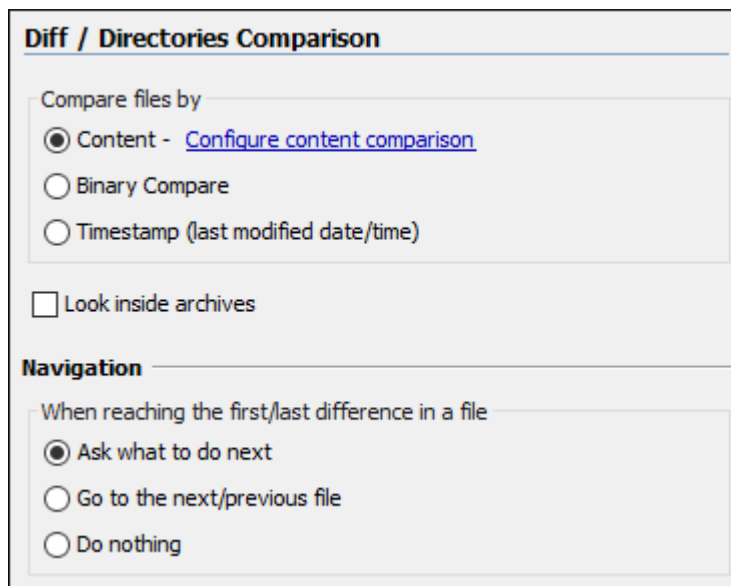 Diff / Directories Comparison
Compare files by
Content - Configure content comparison
Binary Compare
Timestamp (last modified date/time)
Look inside archives
Navigation
When reaching the first/last difference in a file
Ask what to do next
Go to the next/previous file
Do nothing